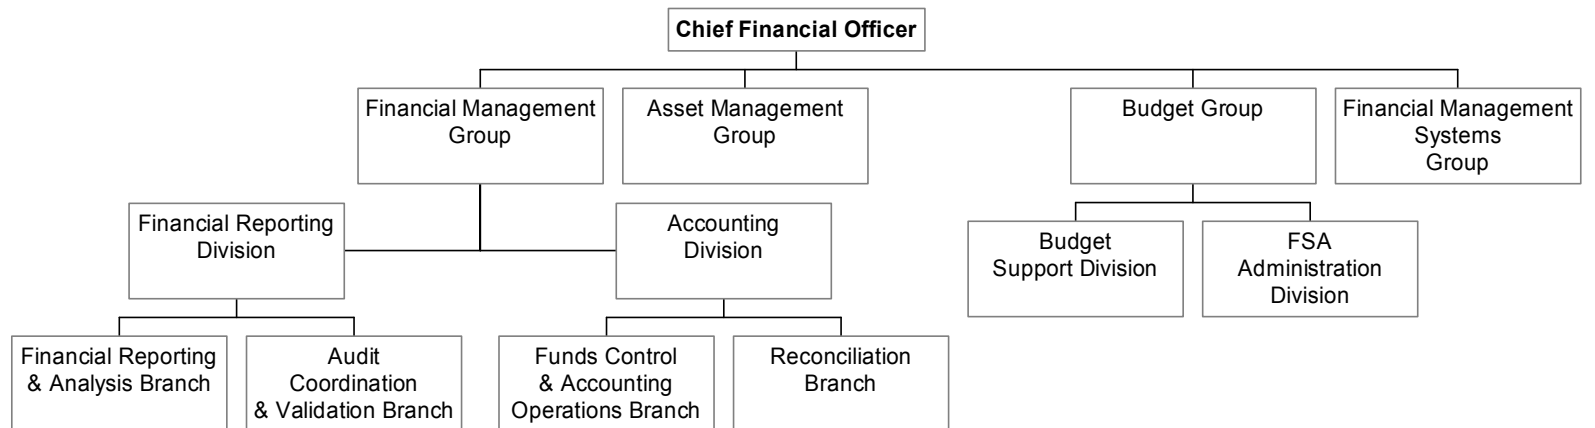 Chief Financial Officer
Financial Management
Group
Asset Management
Group
Budget Group
Financial Management
Systems
Group
Financial Reporting
Division
Accounting
Division
Budget
Support Division
FSA
Administration
Division
Financial Reporting
& Analysis Branch
Audit
Coordination
& Validation Branch
Funds Control
& Accounting
Operations Branch
Reconciliation
Branch